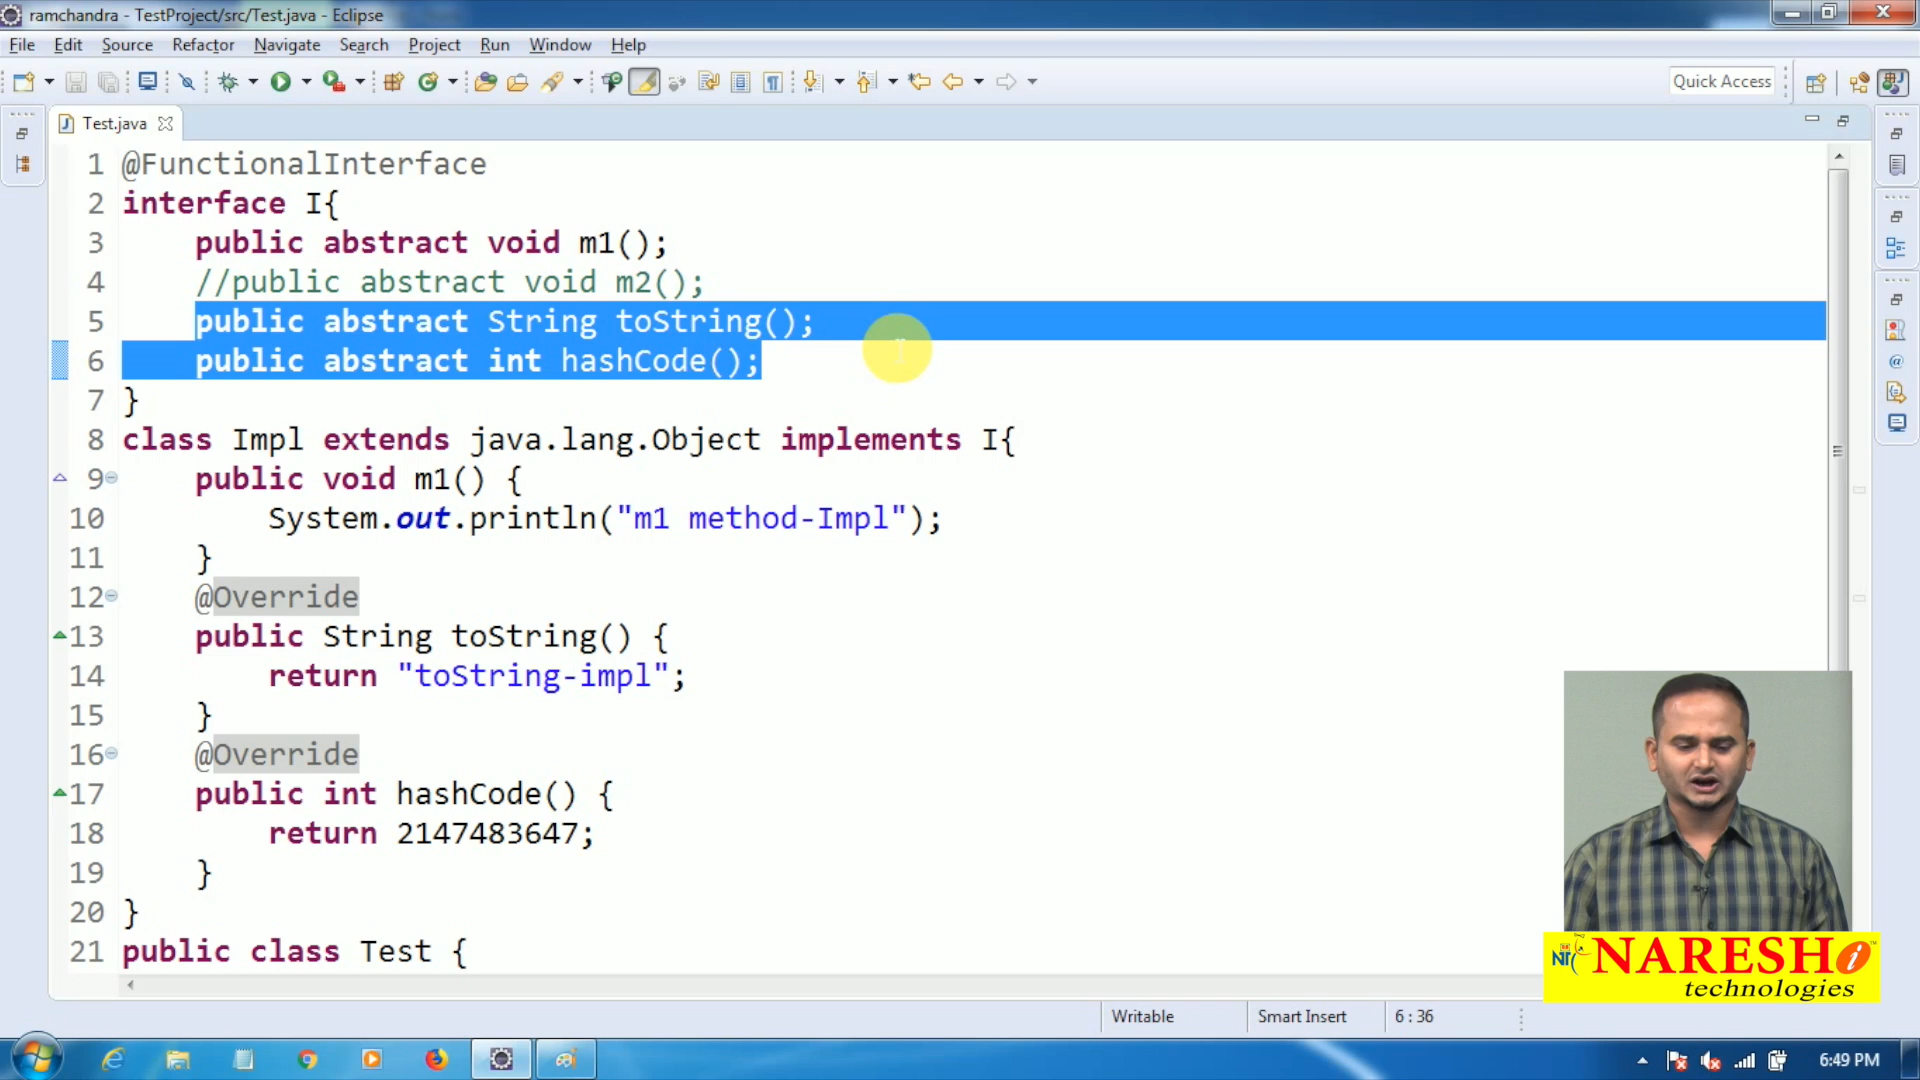 ramchandra - TestProject/src/Test.java - Eclipse
File Edit Source Refactor Navigate Search Project Run Window Help
Quick Access
Test.java
1 @FunctionalInterface
2 interface I{
3 public abstract void m1();
4 //public abstract void m2();
5 public abstract String toString();
6 public abstract int hashCode();
7 }
8 class Impl extends java.lang.Object implements I{
9 public void m1() {
10 System.out.println("m1 method-Impl");
11 }
12 @Override
13 public String toString() {
14 return "toString-impl";
15 }
16 @Override
17 public int hashCode() {
18 return 2147483647;
19 }
20 }
21 public class Test {
NARESHi
technologies
Writable Smart Insert 6 : 36
6:49 PM